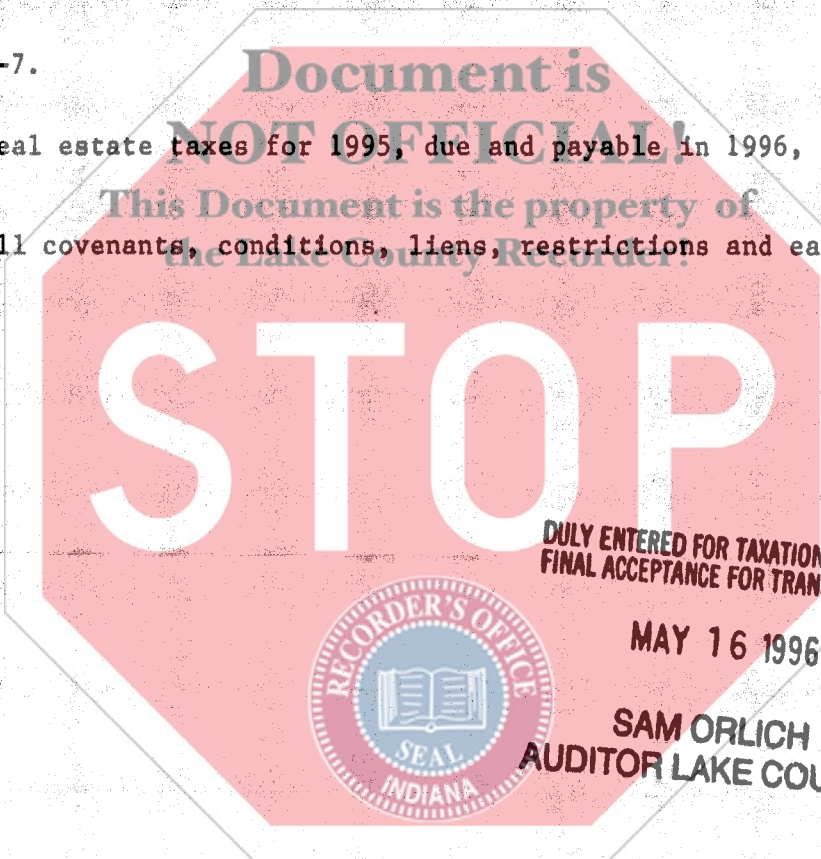 -7.
Document is
NOT OFFICIAL!
eal estate taxes for 1995, due and payable in 1996,
This Document is the property of
ll covenants, conditions, liens, restrictions and ea
the Lake County Recorder!
STOP
DULY ENTERED FOR TAXATION
FINAL ACCEPTANCE FOR TRAN
MAY 16 1996
SAM ORLICH
AUDITOR LAKE COU
RECORDER'S OFFICE
SEAL
INDIANA